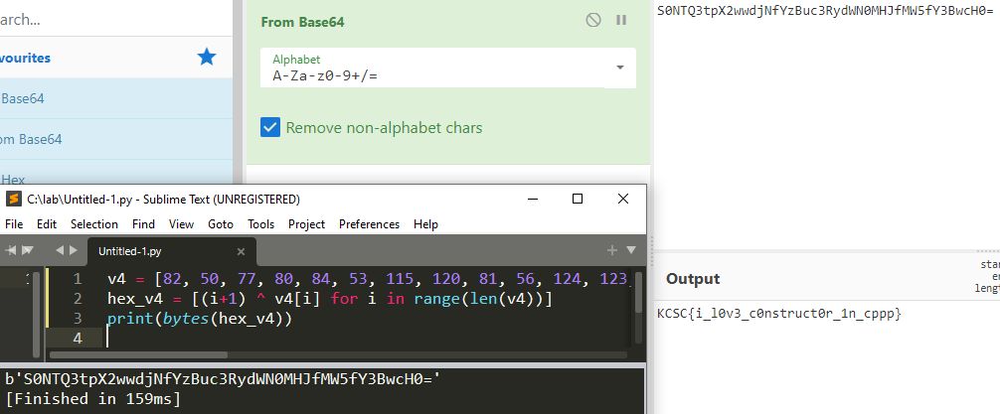 arch...
vourites
Base64
om Base64
Hex
From Base64
Alphabet
A-Za-z0-9+/=
Remove non-alphabet chars
S0NTQ3tpX2wwdjNfYzBuc3RydWN0MHJfMW5fY3BwcH0=
C:\lab\Untitled-1.py - Sublime Text (UNREGISTERED)
File Edit Selection Find View Goto Tools Project Preferences Help
Untitled-1.py
1 v4 = [82, 50, 77, 80, 84, 53, 115, 120, 81, 56, 124, 123,
2 hex_v4 = [(i+1) ^ v4[i] for i in range(len(v4))]
3 print(bytes(hex_v4))
4
b'S0NTQ3tpX2wwdjNfYzBuc3RydWN0MHJfMW5fY3BwcH0='
[Finished in 159ms]
Output
star
en
length
KCSC{i_l0v3_c0nstruct0r_1n_cppp}